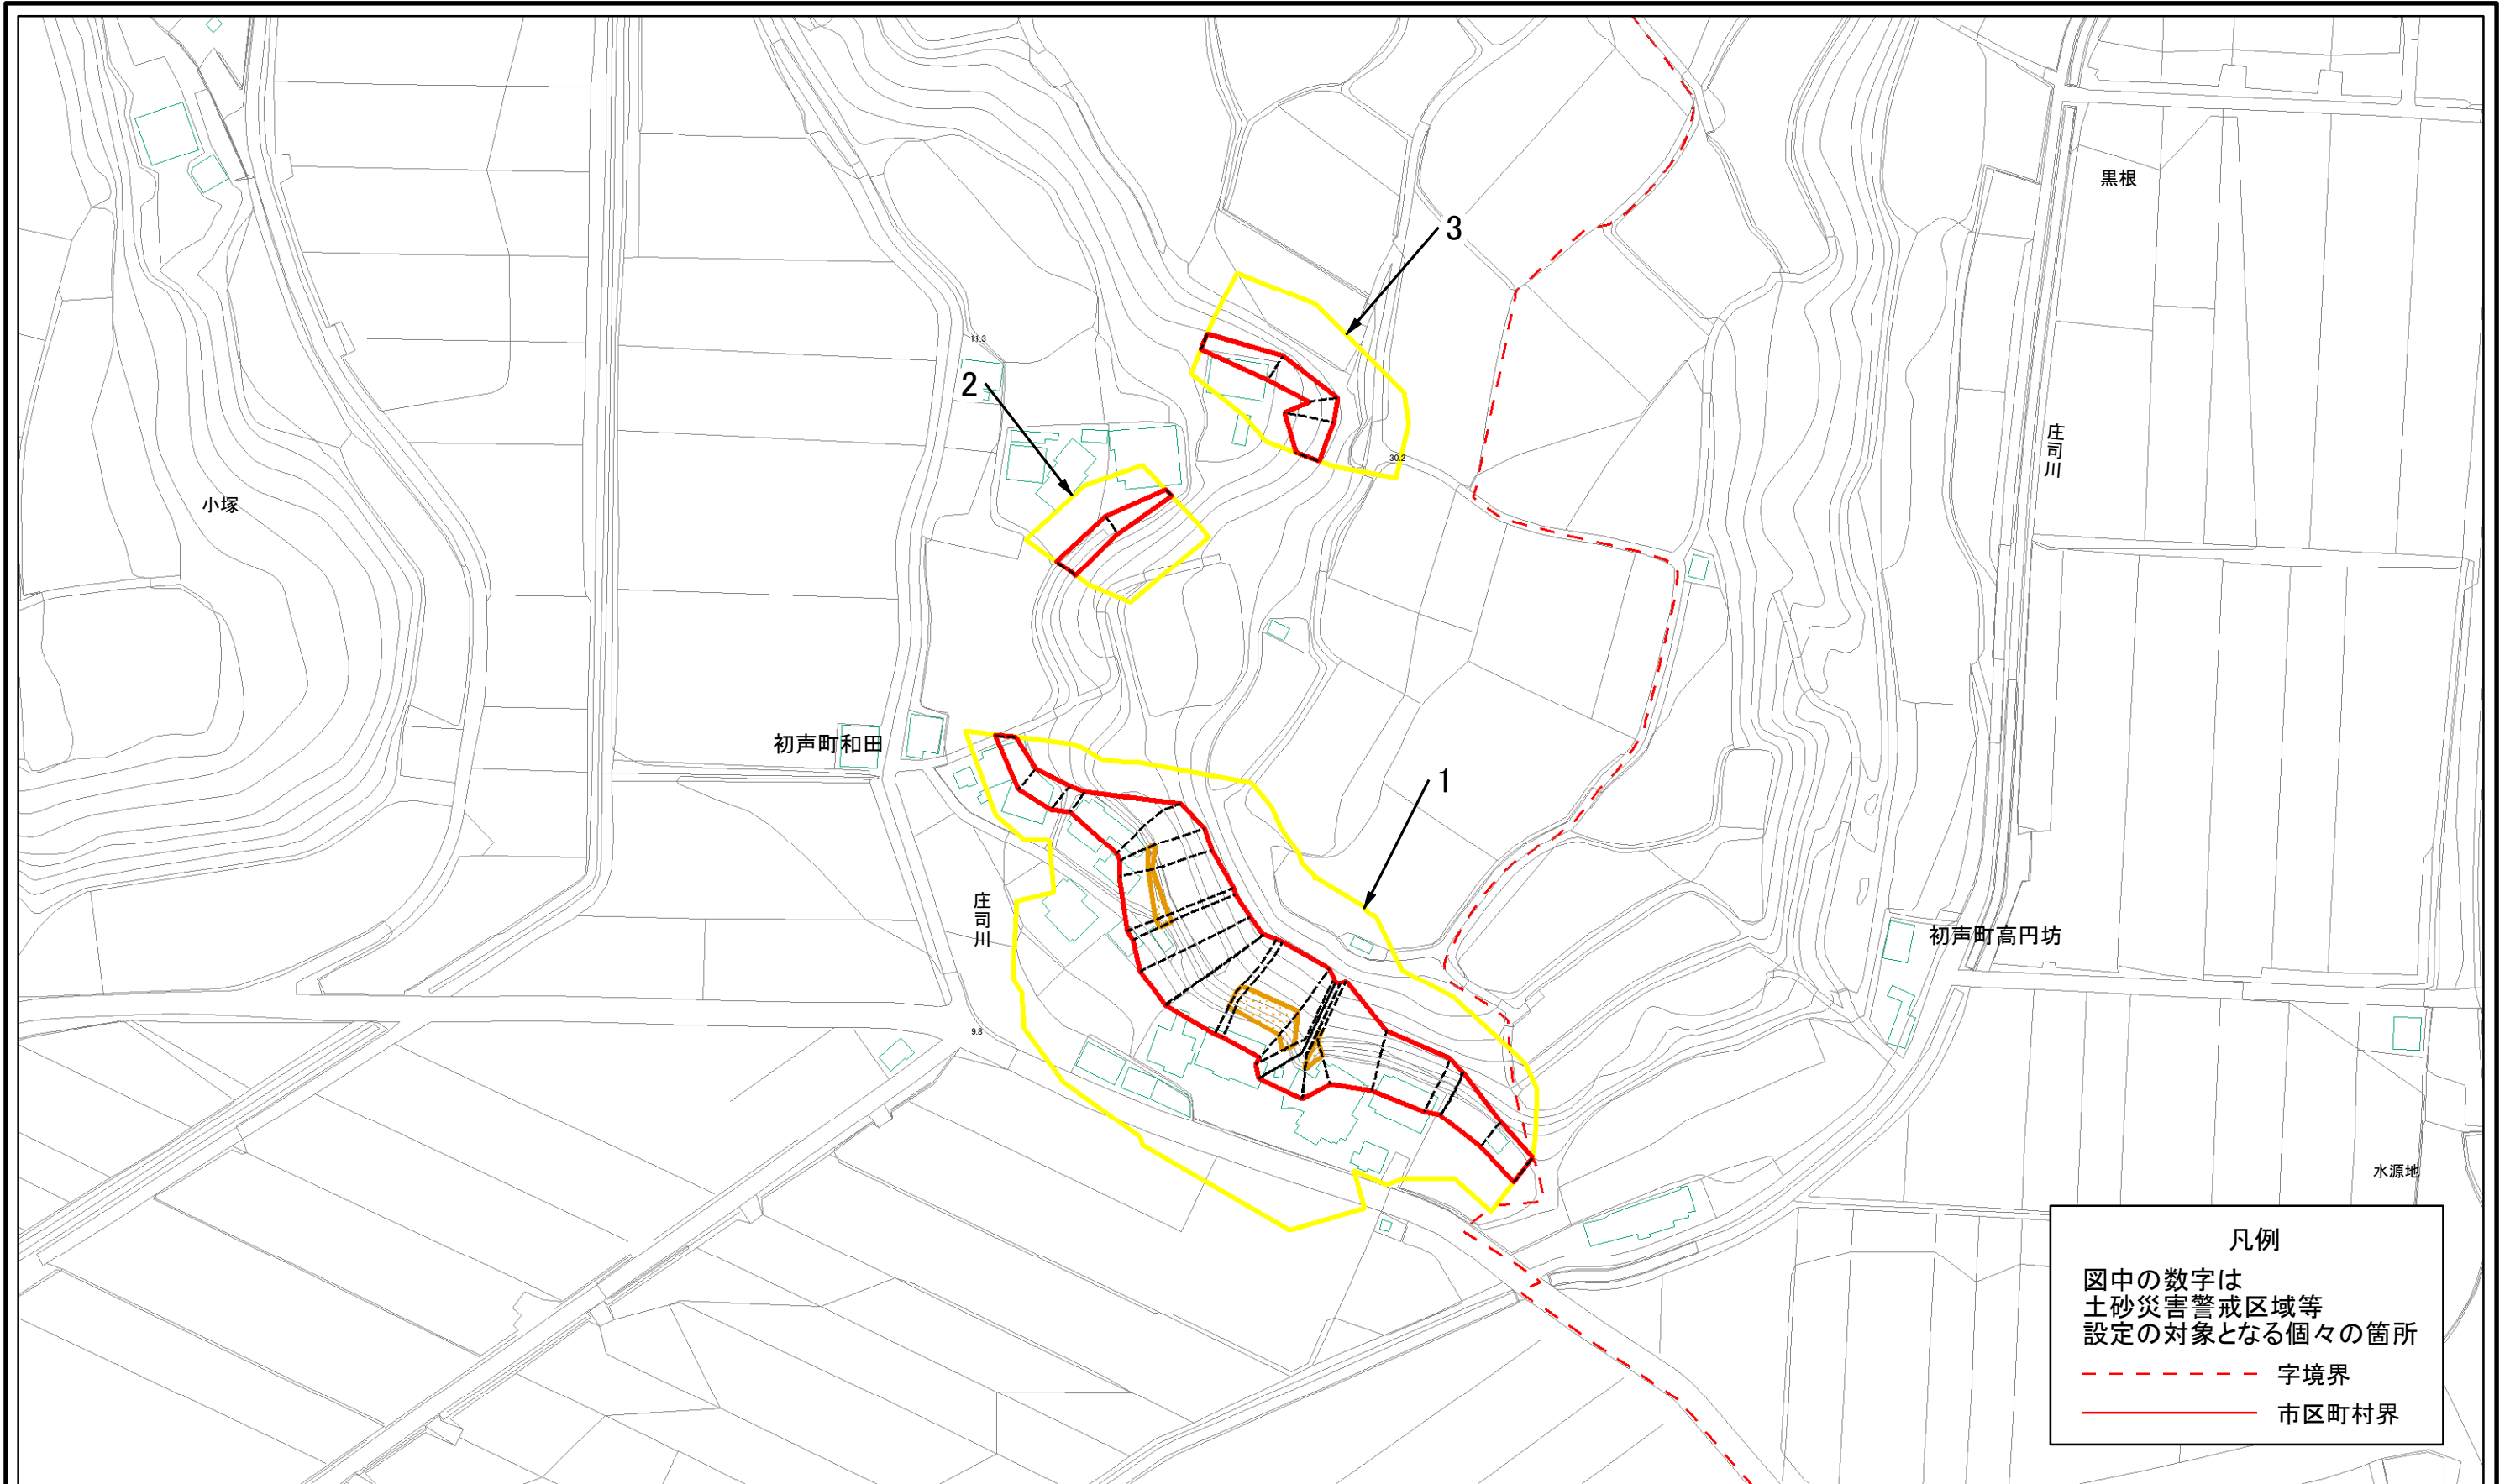 黒根
3
11.3
2
庄司川
30.2
小塚
初声町和田
1
庄司川
初声町高円坊
9.8
水源地
凡例
図中の数字は
土砂災害警戒区域等
設定の対象となる個々の箇所
字境界
市区町村界